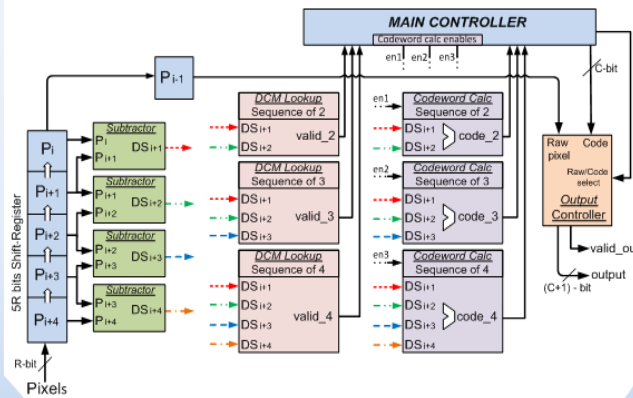 MAIN CONTROLLER
Codeword calc enables
en1 en2 en3
C-bit
P i-1
5R bits Shift-Register
Pi
Pi+1
Pi+2
Pi+3
Pi+4
R-bit
Pixels
Subtractor
Pi
DSi+1
Pi+1
Subtractor
Pi+1
DSi+2
Pi+2
Subtractor
Pi+2
DSi+3
Pi+3
Subtractor
Pi+3
DSi+4
Pi+4
DCM Lookup
Sequence of 2
DSi+1
valid_2
DSi+2
DCM Lookup
Sequence of 3
DSi+1
DSi+2
valid_3
DSi+3
DCM Lookup
Sequence of 4
DSi+1
DSi+2
valid_4
DSi+3
DSi+4
en1
Codeword Calc
Sequence of 2
DSi+1
code_2
DSi+2
en2
Codeword Calc
Sequence of 3
DSi+1
DSi+2
code_3
DSi+3
en3
Codeword Calc
Sequence of 4
DSi+1
DSi+2
code_4
DSi+3
DSi+4
Raw Code
pixel
Raw/Code
select
Output
Controller
valid_ou
output
(C+1) - bit